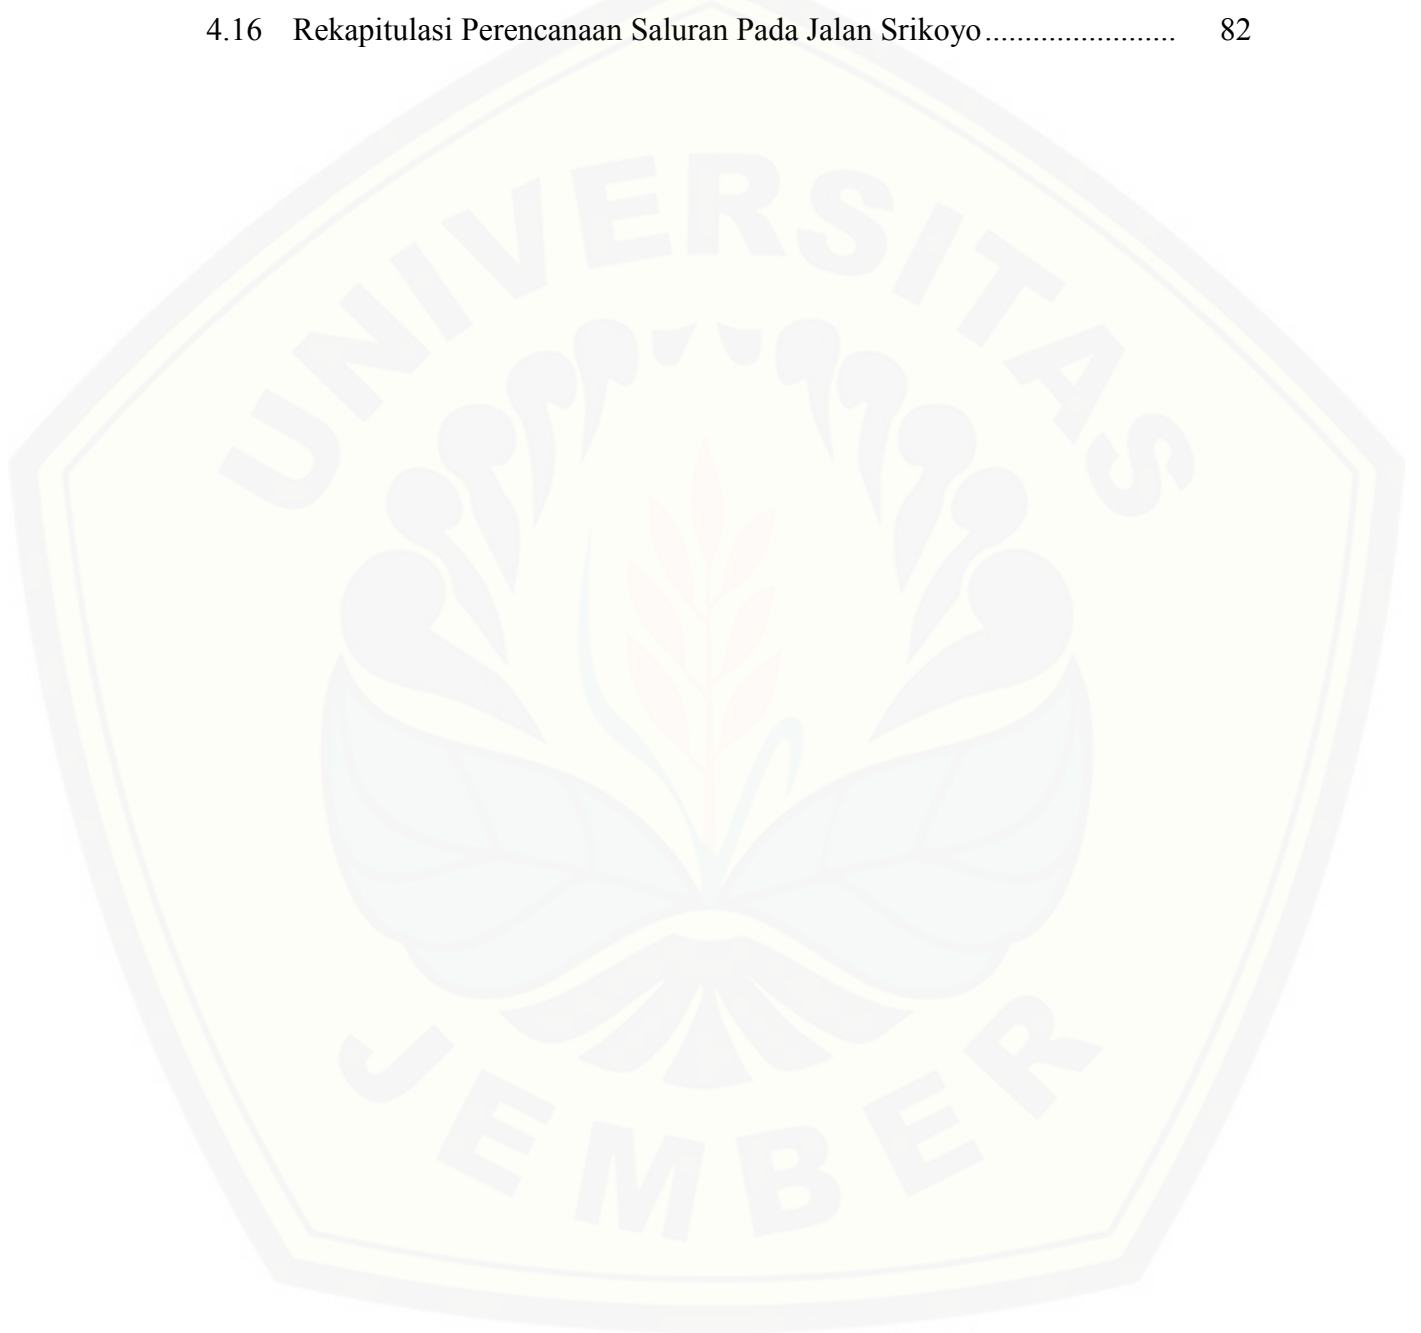 4.16 Rekapitulasi Perencanaan Saluran Pada Jalan Srikoyo........................ 82
UNIVERSITAS
JEMBER